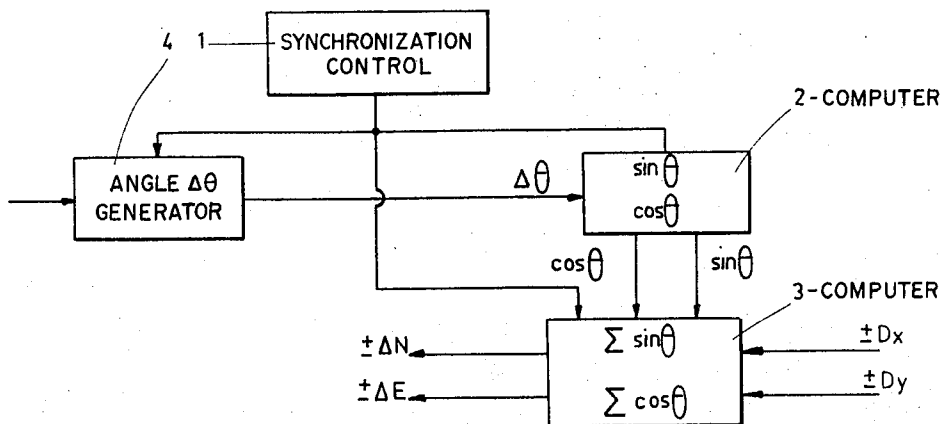 4 1
SYNCHRONIZATION
CONTROL
2-COMPUTER
ANGLE Δθ
GENERATOR
Δθ
sinθ
cosθ
cosθ
sinθ
3-COMPUTER
±ΔN
Σ sinθ
±Dx
±ΔE
Σ cosθ
±Dy